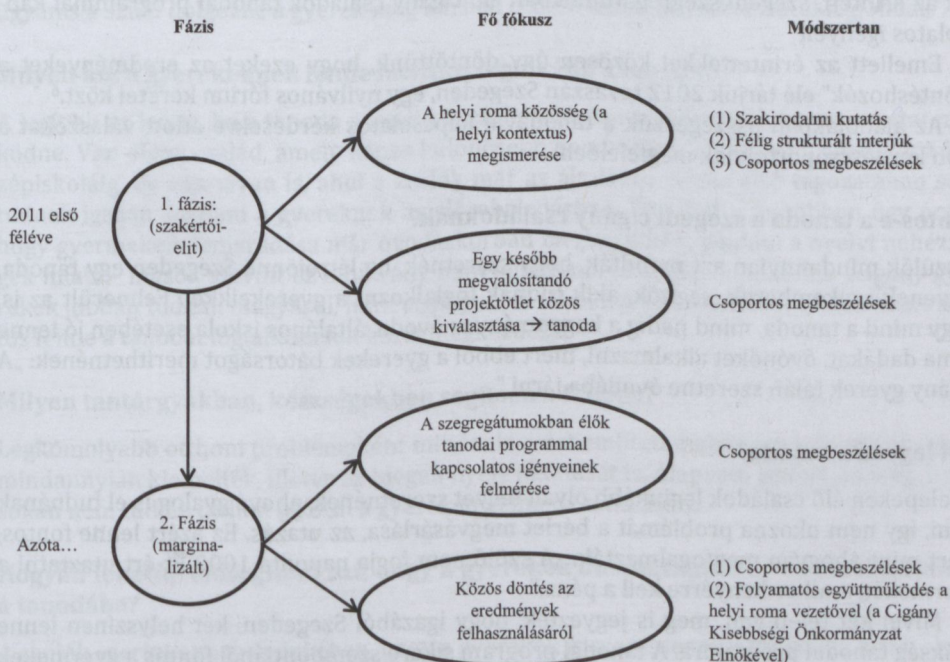 Fázis
Fő fókusz
Módszertan
2011 első
féléve
1. fázis:
(szakértői-
elit)
A helyi roma közösség (a
helyi kontextus)
megismerése
(1) Szakirodalmi kutatás
(2) Félig strukturált interjúk
(3) Csoportos megbeszélések
Egy később
megvalósítandó
projektötlet közös
kiválasztása → tanoda
Csoportos megbeszélések
Azóta…
2. Fázis
(margina-
lizált)
A szegregátumokban élők
tanodai programmal
kapcsolatos igényeinek
felmérése
Csoportos megbeszélések
Közös döntés az
eredmények
felhasználásáról
(1) Csoportos megbeszélések
(2) Folyamatos együttműködés a
helyi roma vezetővel (a Cigány
Kisebbségi Önkormányzat
Elnökével)